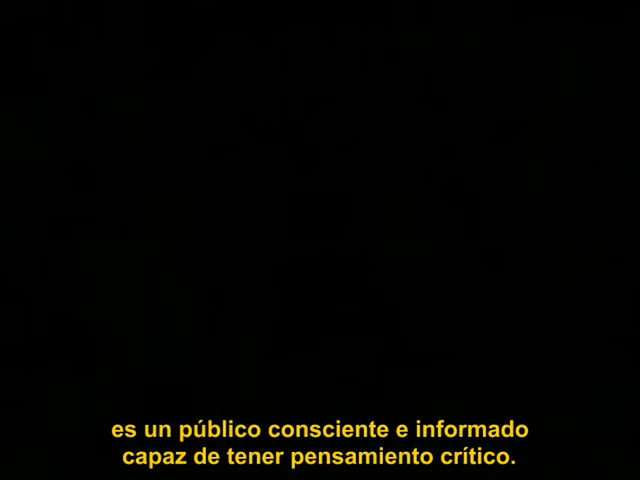 es un público consciente e informado
capaz de tener pensamiento crítico.